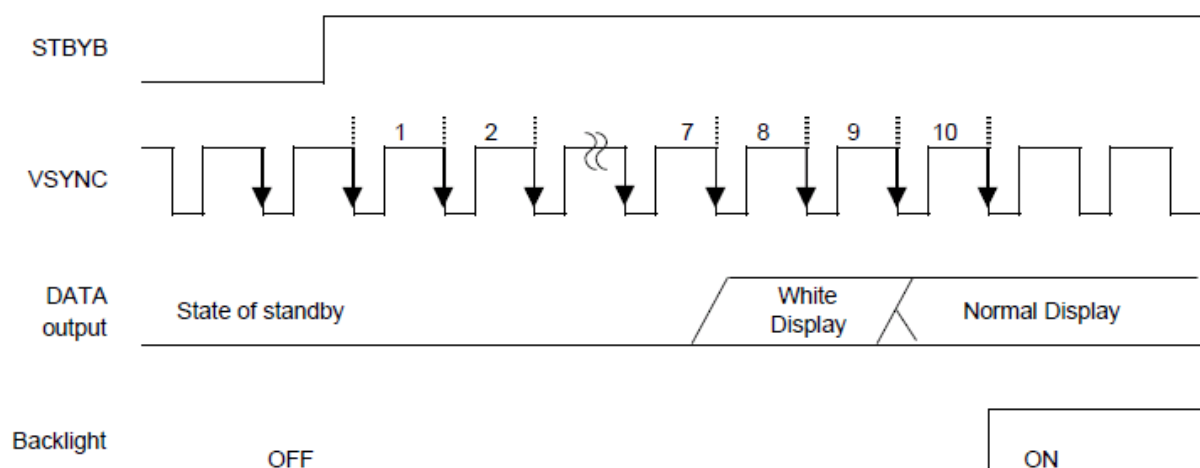 STBYB
1 2 7 8 9 10
VSYNC
DATA
output
State of standby
White
Display
Normal Display
Backlight
OFF
ON